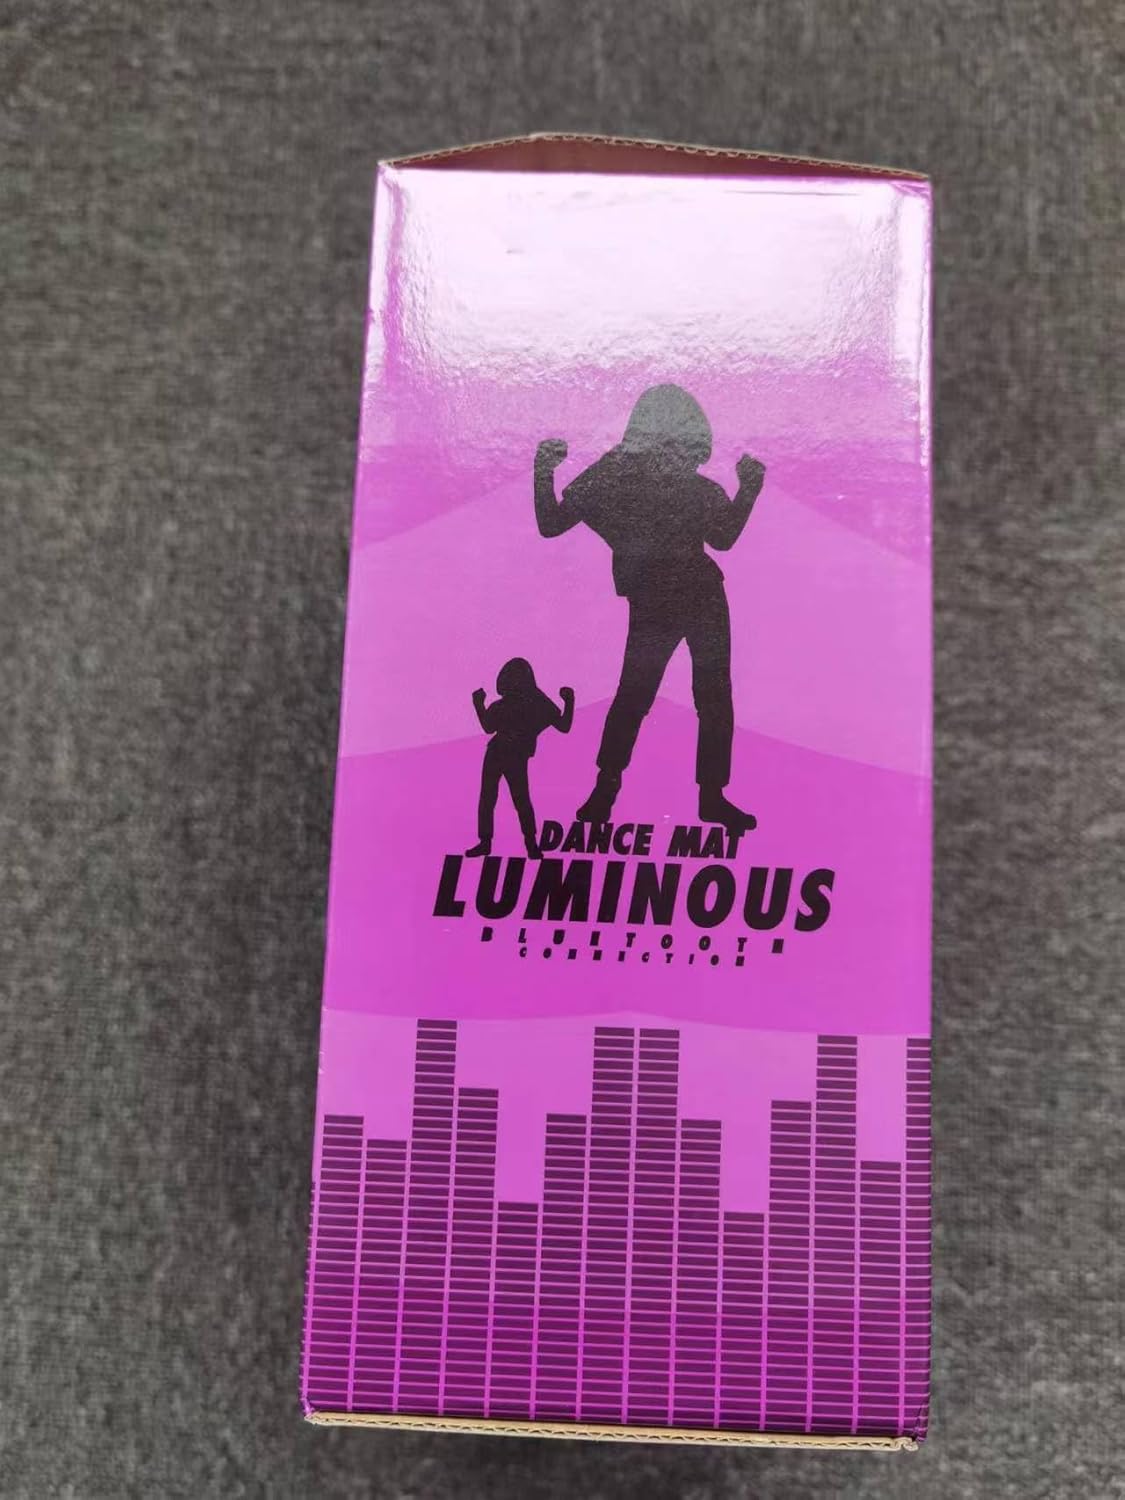 DANCE MAT
LUMINOUS
BLUETOOTH
CONNECTION